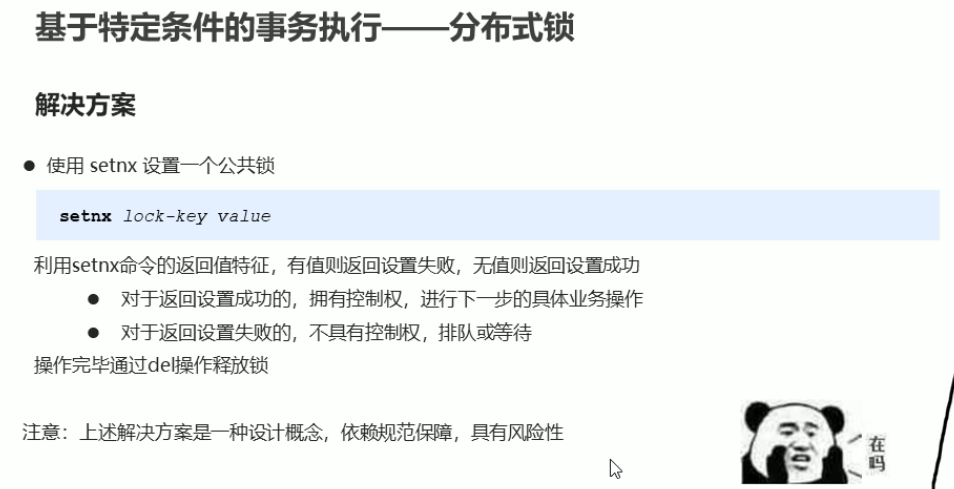 基于特定条件的事务执行——分布式锁
解决方案
● 使用 setnx 设置一个公共锁
setnx lock-key value
利用setnx命令的返回值特征，有值则返回设置失败，无值则返回设置成功
● 对于返回设置成功的，拥有控制权，进行下一步的具体业务操作
● 对于返回设置失败的，不具有控制权，排队或等待
操作完毕通过del操作释放锁
注意：上述解决方案是一种设计概念，依赖规范保障，具有风险性
在
吗